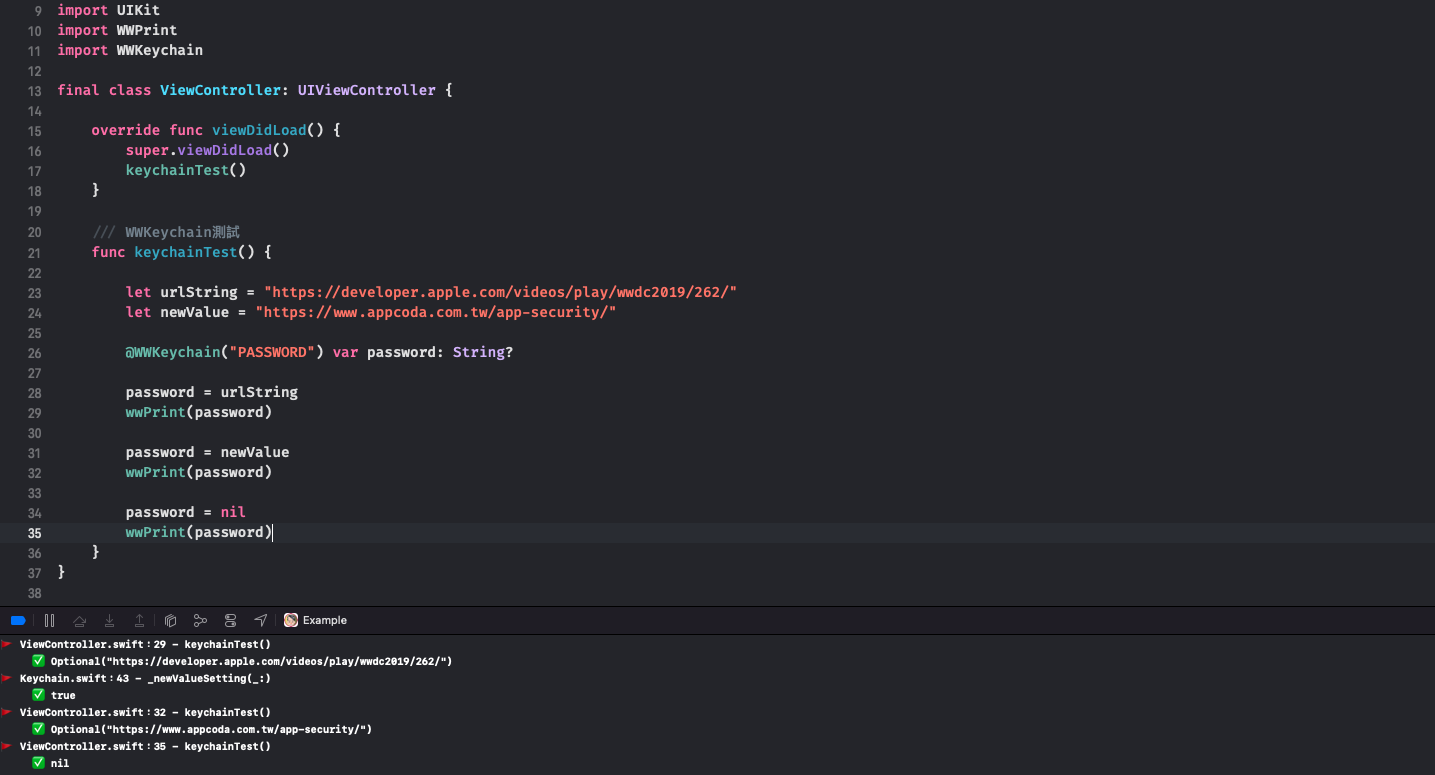 9 import UIKit
10 import WWPrint
11 import WWKeychain
12
13 final class ViewController: UIViewController {
14
15 override func viewDidLoad() {
16 super.viewDidLoad()
17 keychainTest()
18 }
19
20 /// WWKeychain測試
21 func keychainTest() {
22
23 let urlString = "https://developer.apple.com/videos/play/wwdc2019/262/"
24 let newValue = "https://www.appcoda.com.tw/app-security/"
25
26 @WWKeychain("PASSWORD") var password: String?
27
28 password = urlString
29 wwPrint(password)
30
31 password = newValue
32 wwPrint(password)
33
34 password = nil
35 wwPrint(password)
36 }
37 }
38
Example
ViewController.swift:29 - keychainTest()
✅ Optional("https://developer.apple.com/videos/play/wwdc2019/262/")
Keychain.swift:43 - _newValueSetting(_:)
✅ true
ViewController.swift:32 - keychainTest()
✅ Optional("https://www.appcoda.com.tw/app-security/")
ViewController.swift:35 - keychainTest()
✅ nil